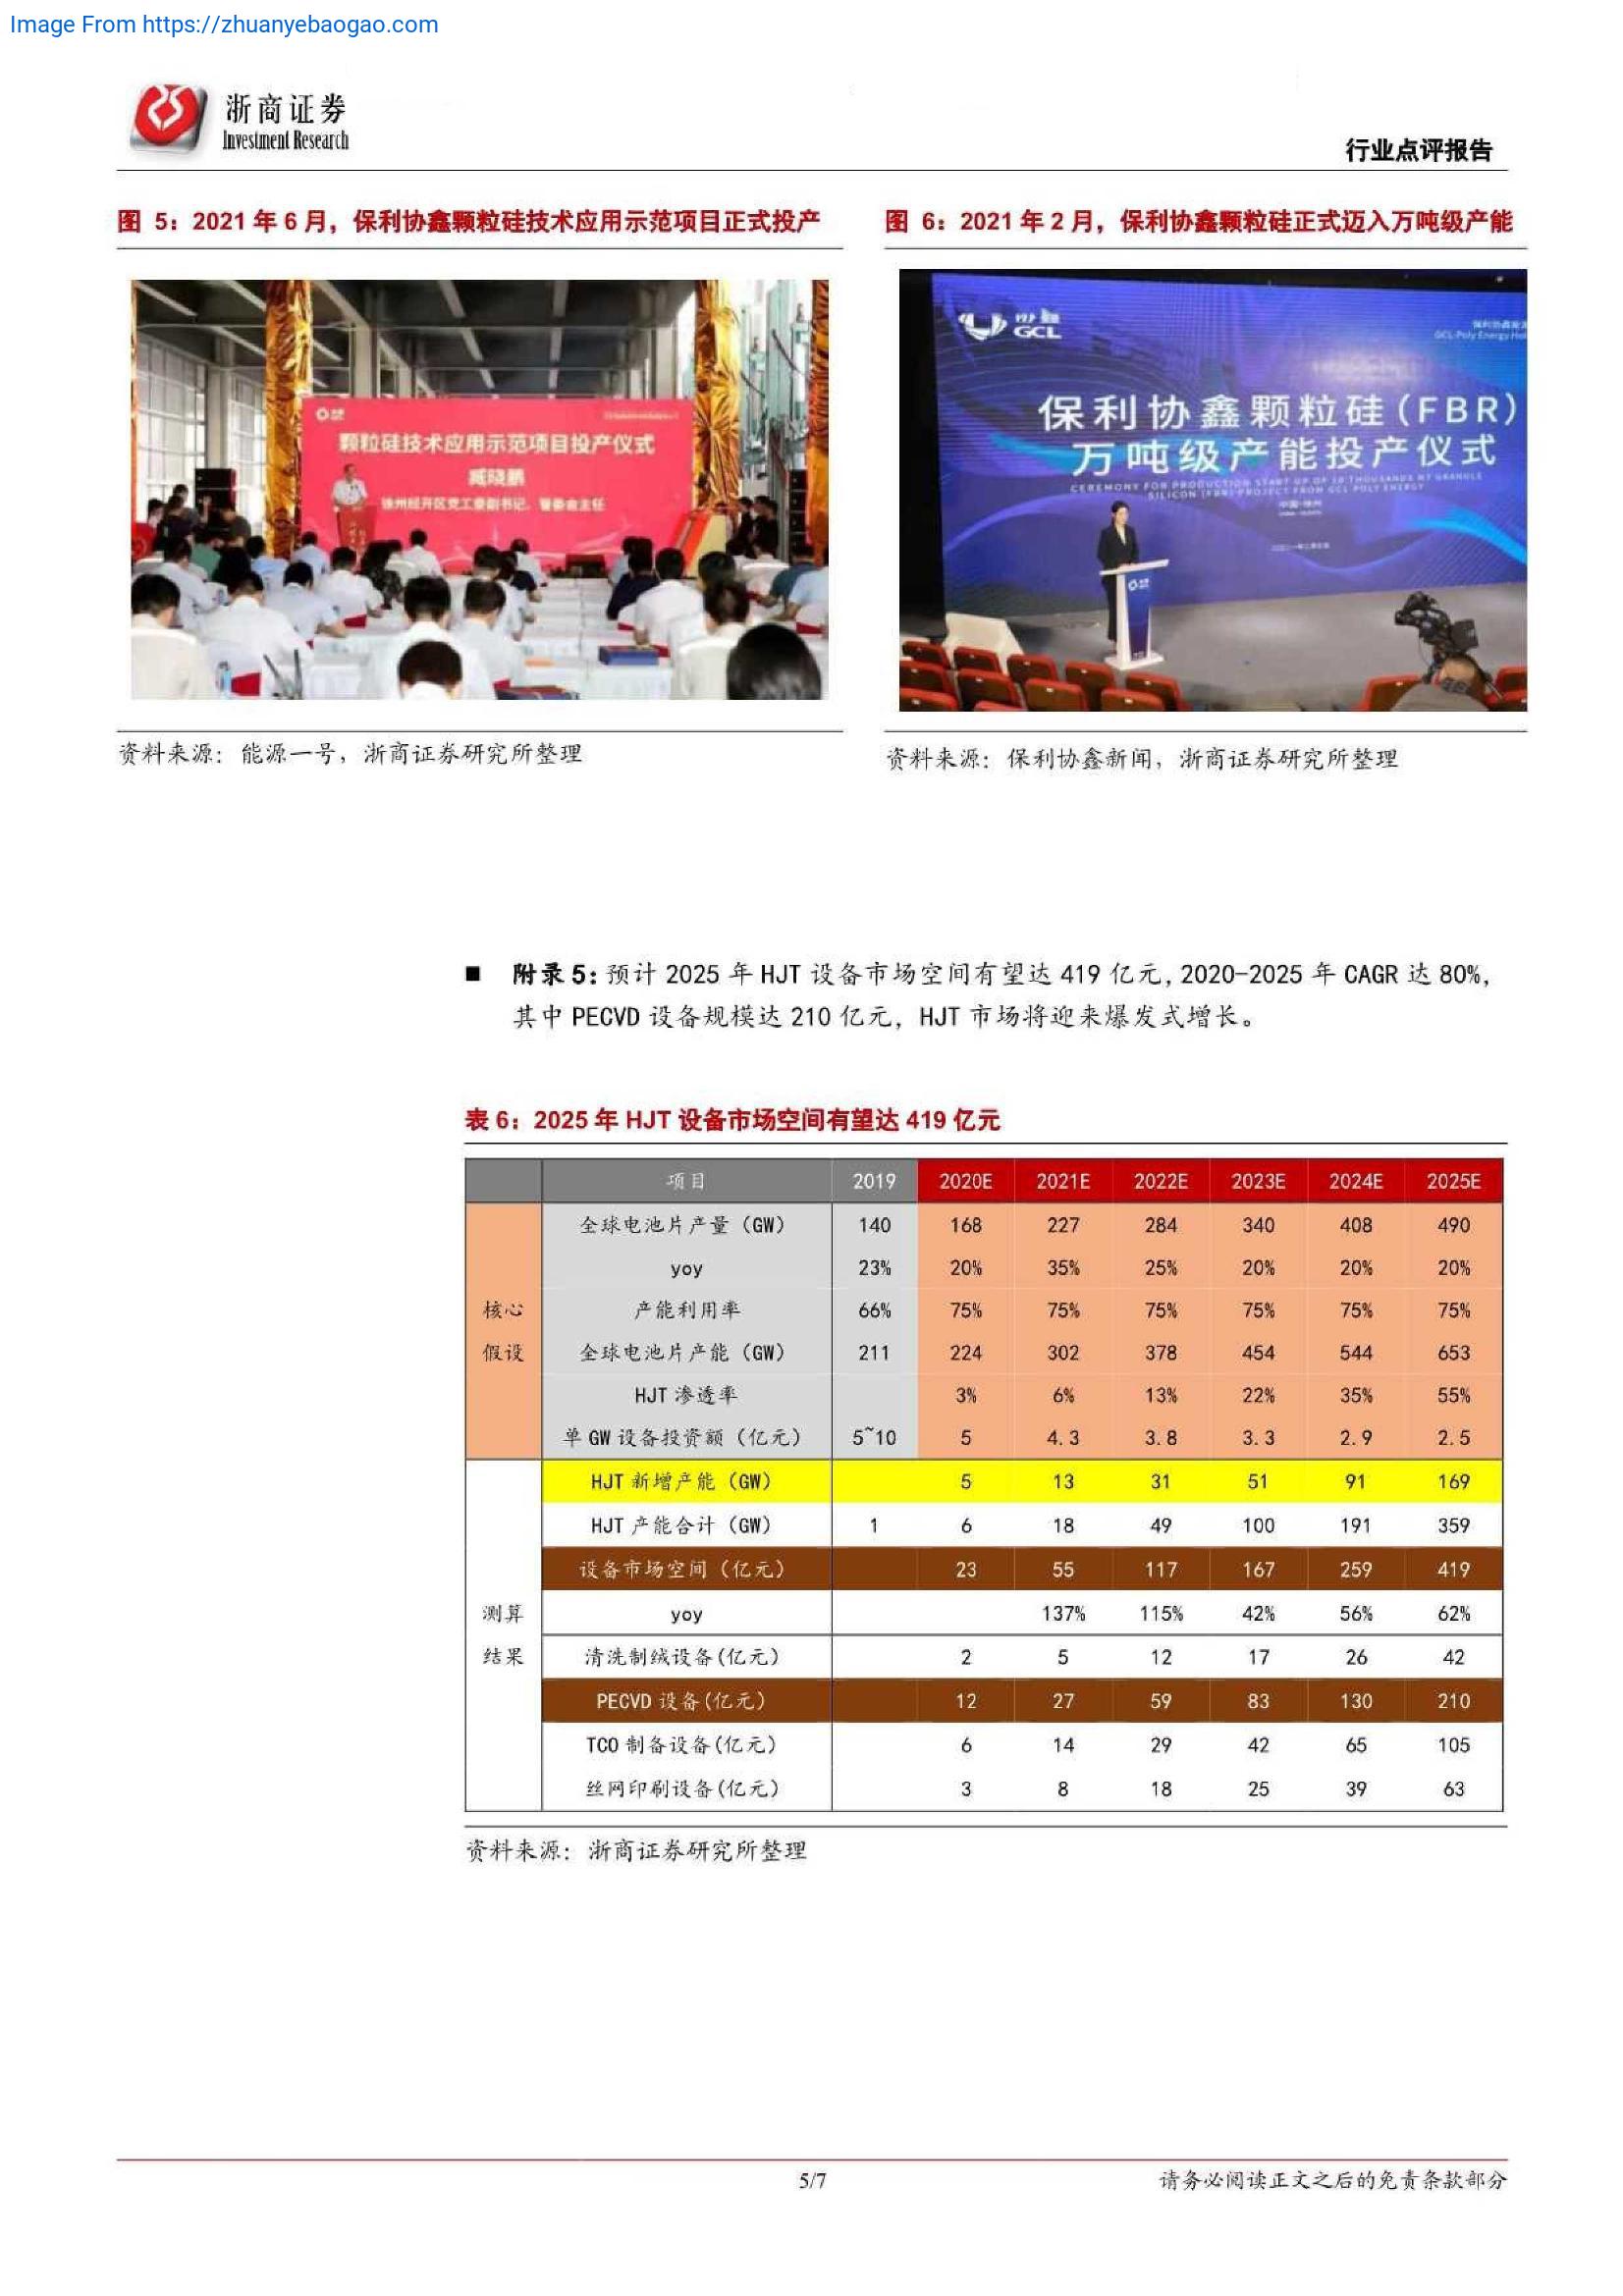 Image From https://zhuanyebaogao.com
浙商证券
Investment Research
行业点评报告
图 5：2021 年 6 月，保利协鑫颗粒硅技术应用示范项目正式投产
图 6：2021 年 2 月，保利协鑫颗粒硅正式迈入万吨级产能
颗粒硅技术应用示范项目投产仪式
臧晓鹏
徐州经开区党工委副书记、管委会主任
GCL
保利协鑫颗粒硅(FBR)
万吨级产能投产仪式
CEREMONY FOR PRODUCTION START UP OF 10 THOUSANDS MT GRANULE
SILICON (FBR) PROJECT FROM GCL POLY ENERGY
资料来源：能源一号，浙商证券研究所整理
资料来源：保利协鑫新闻，浙商证券研究所整理
■ 附录 5：预计 2025 年 HJT 设备市场空间有望达 419 亿元，2020-2025 年 CAGR 达 80%，
其中 PECVD 设备规模达 210 亿元，HJT 市场将迎来爆发式增长。
表 6：2025 年 HJT 设备市场空间有望达 419 亿元
项目 2019 2020E 2021E 2022E 2023E 2024E 2025E
核心假设
全球电池片产量（GW） 140 168 227 284 340 408 490
yoy 23% 20% 35% 25% 20% 20% 20%
产能利用率 66% 75% 75% 75% 75% 75% 75%
全球电池片产能（GW） 211 224 302 378 454 544 653
HJT 渗透率 3% 6% 13% 22% 35% 55%
单 GW 设备投资额（亿元） 5~10 5 4.3 3.8 3.3 2.9 2.5
测算结果
HJT 新增产能（GW） 5 13 31 51 91 169
HJT 产能合计（GW） 1 6 18 49 100 191 359
设备市场空间（亿元） 23 55 117 167 259 419
yoy 137% 115% 42% 56% 62%
清洗制绒设备(亿元) 2 5 12 17 26 42
PECVD 设备(亿元) 12 27 59 83 130 210
TCO 制备设备(亿元) 6 14 29 42 65 105
丝网印刷设备(亿元) 3 8 18 25 39 63
资料来源：浙商证券研究所整理
5/7
请务必阅读正文之后的免责条款部分